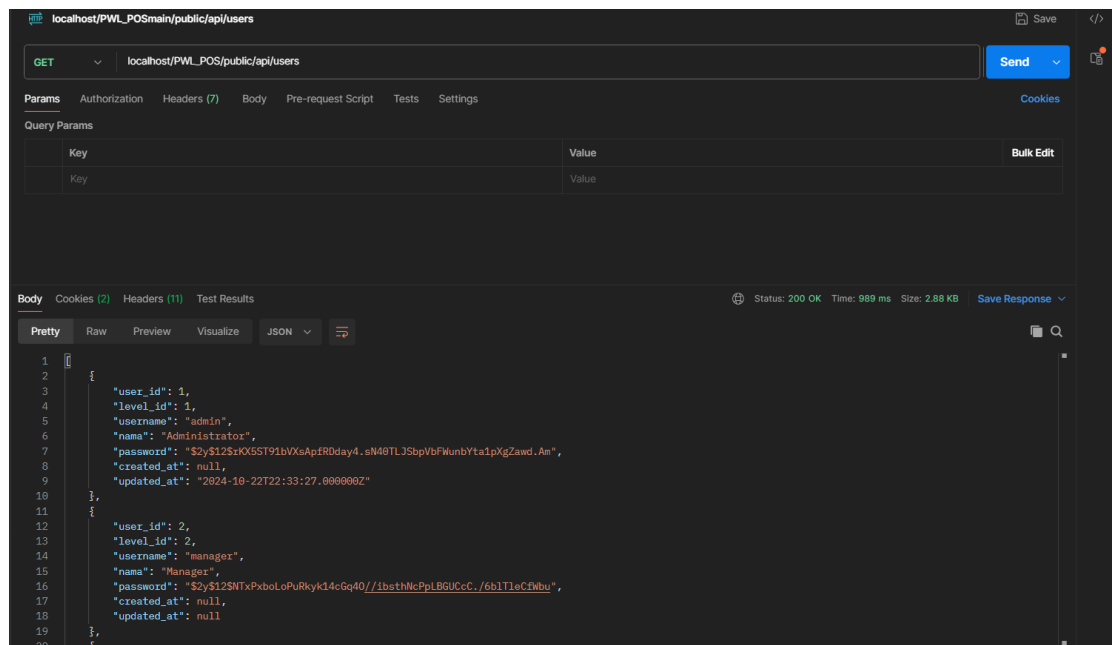 HTTP localhost/PWL_POSmain/public/api/users Save
GET localhost/PWL_POS/public/api/users Send
Params Authorization Headers (7) Body Pre-request Script Tests Settings Cookies
Query Params
Key Value Bulk Edit
Key Value
Body Cookies (2) Headers (11) Test Results Status: 200 OK Time: 989 ms Size: 2.88 KB Save Response
Pretty Raw Preview Visualize JSON
1 [
2 {
3 "user_id": 1,
4 "level_id": 1,
5 "username": "admin",
6 "nama": "Administrator",
7 "password": "$2y$12$rKX5ST91bVXsApfRDday4.sN40TLJSbpVbFWunbYta1pXgZawd.Am",
8 "created_at": null,
9 "updated_at": "2024-10-22T22:33:27.000000Z"
10 },
11 {
12 "user_id": 2,
13 "level_id": 2,
14 "username": "manager",
15 "nama": "Manager",
16 "password": "$2y$12$NTxPxboLoPuRkyk14cGq4O//ibsthNcPpLBGUCcC./6blTleCfWbu",
17 "created_at": null,
18 "updated_at": null
19 },